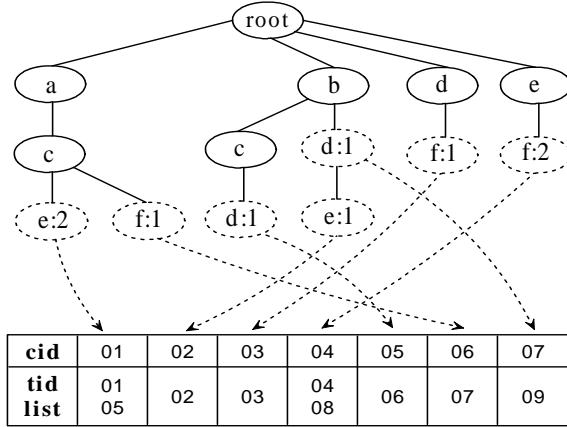 root
a b d e
c c d:1 f:1 f:2
e:2 f:1 d:1 e:1
cid 01 02 03 04 05 06 07
tid 01 02 03 04 06 07 09
list 05 08